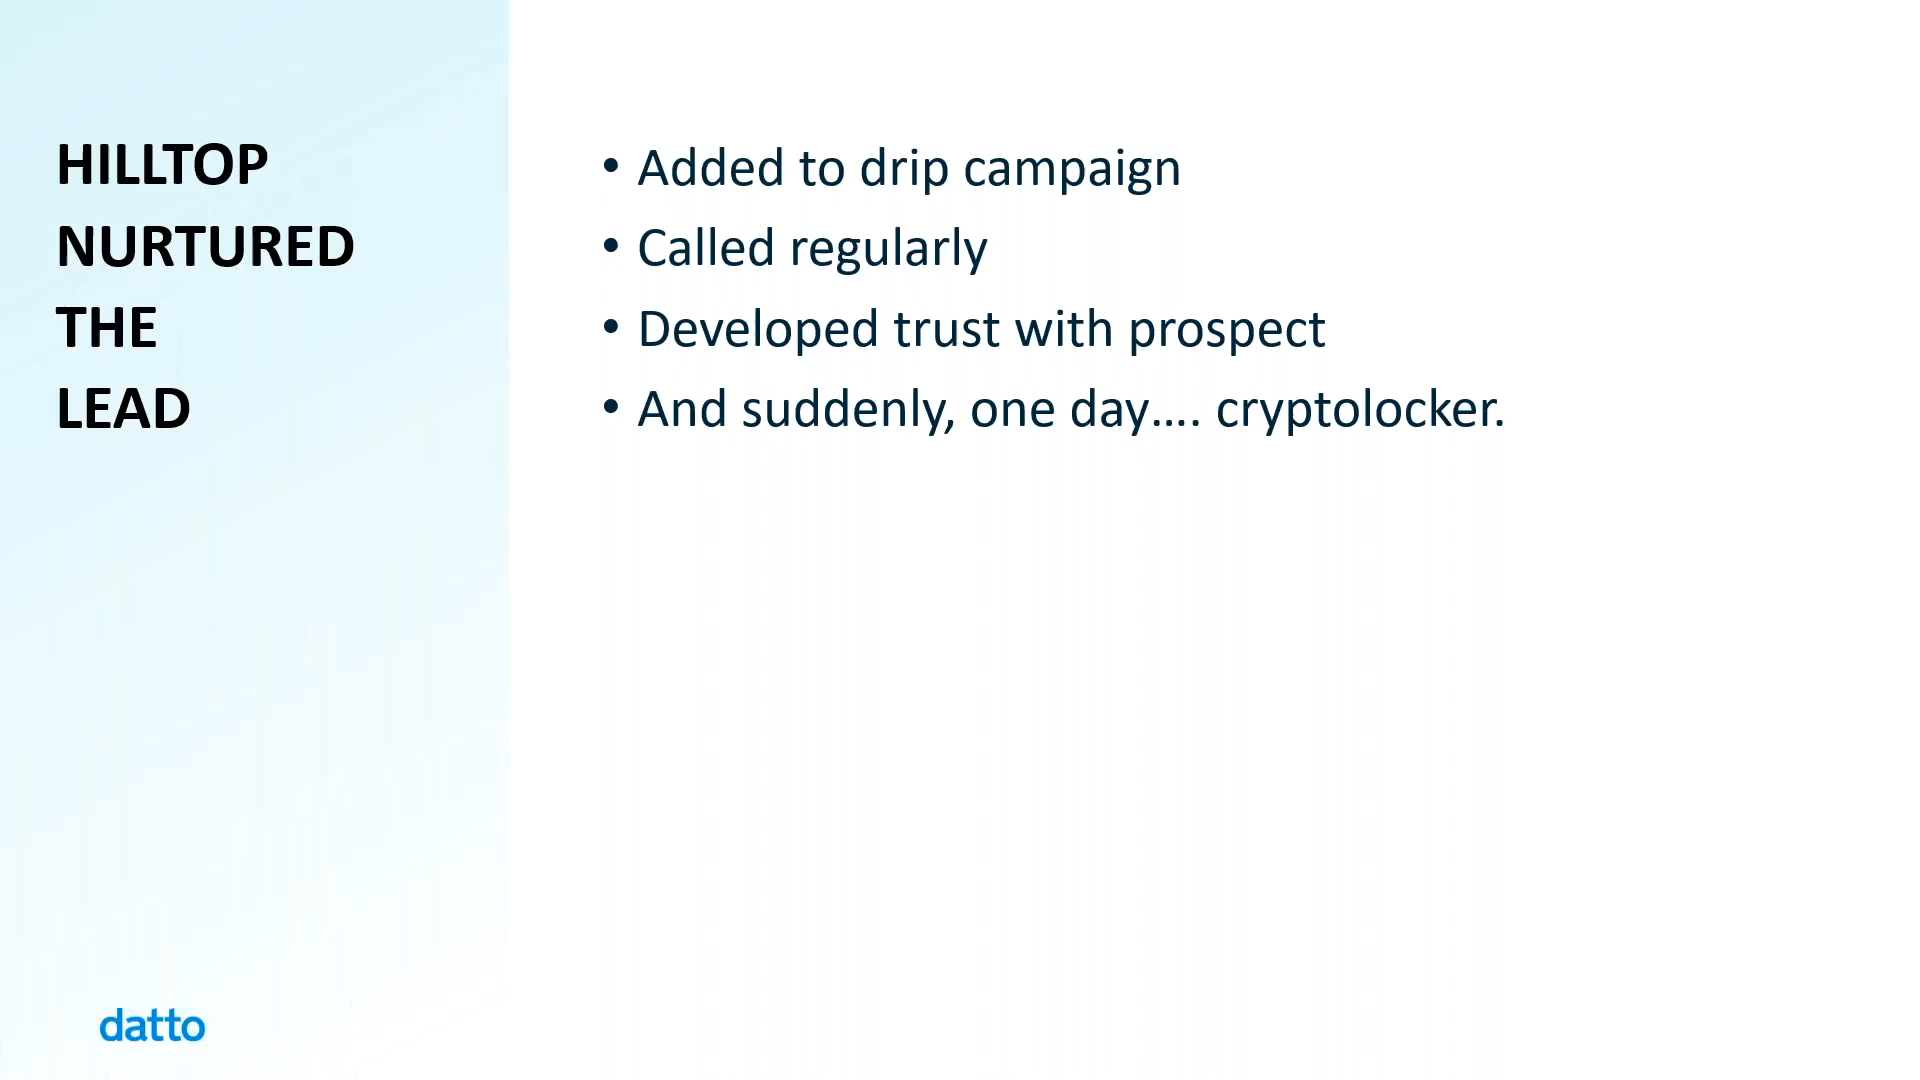 HILLTOP
NURTURED
THE
LEAD
• Added to drip campaign
• Called regularly
• Developed trust with prospect
• And suddenly, one day.... cryptolocker.
datto